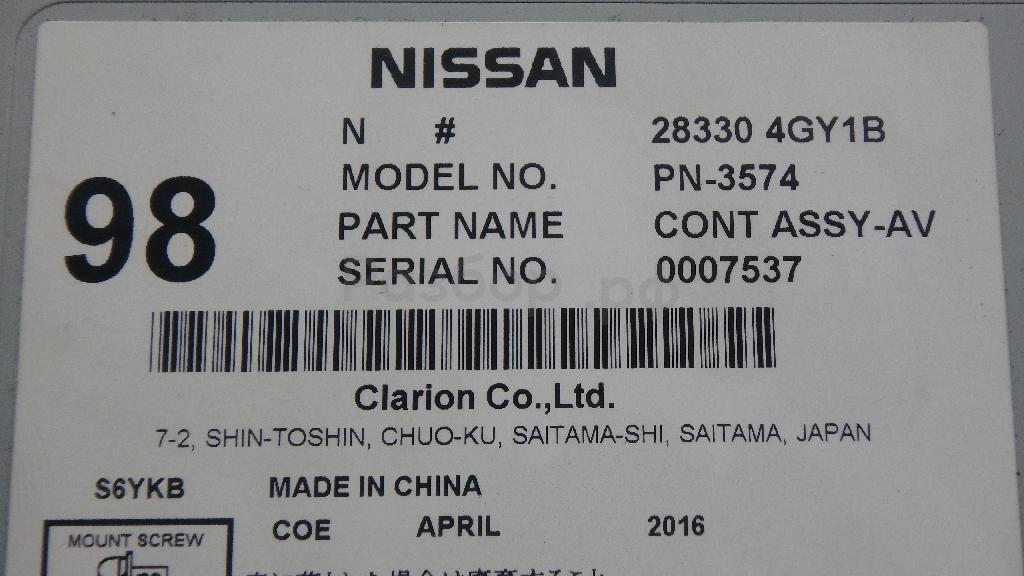 NISSAN
N # 28330 4GY1B
MODEL NO. PN-3574
98
PART NAME CONT ASSY-AV
SERIAL NO. 0007537
Разбор.рф
Clarion Co.,Ltd.
7-2, SHIN-TOSHIN, CHUO-KU, SAITAMA-SHI, SAITAMA, JAPAN
S6YKB MADE IN CHINA
COE APRIL 2016
MOUNT SCREW